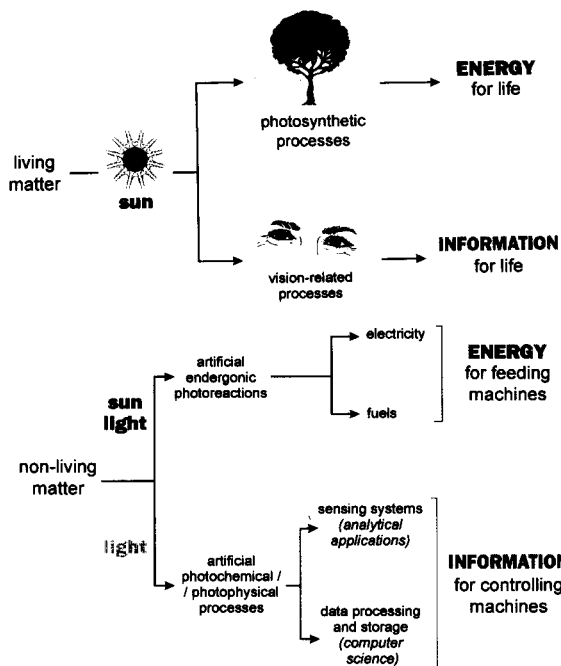 ENERGY
for life
photosynthetic
processes
living
matter
sun
INFORMATION
for life
vision-related
processes
electricity
artificial
endergonic
photoreactions
ENERGY
for feeding
machines
sun
light
fuels
non-living
matter
sensing systems
(analytical
applications)
light
artificial
photochemical /
/ photophysical
processes
INFORMATION
for controlling
machines
data processing
and storage
(computer
science)